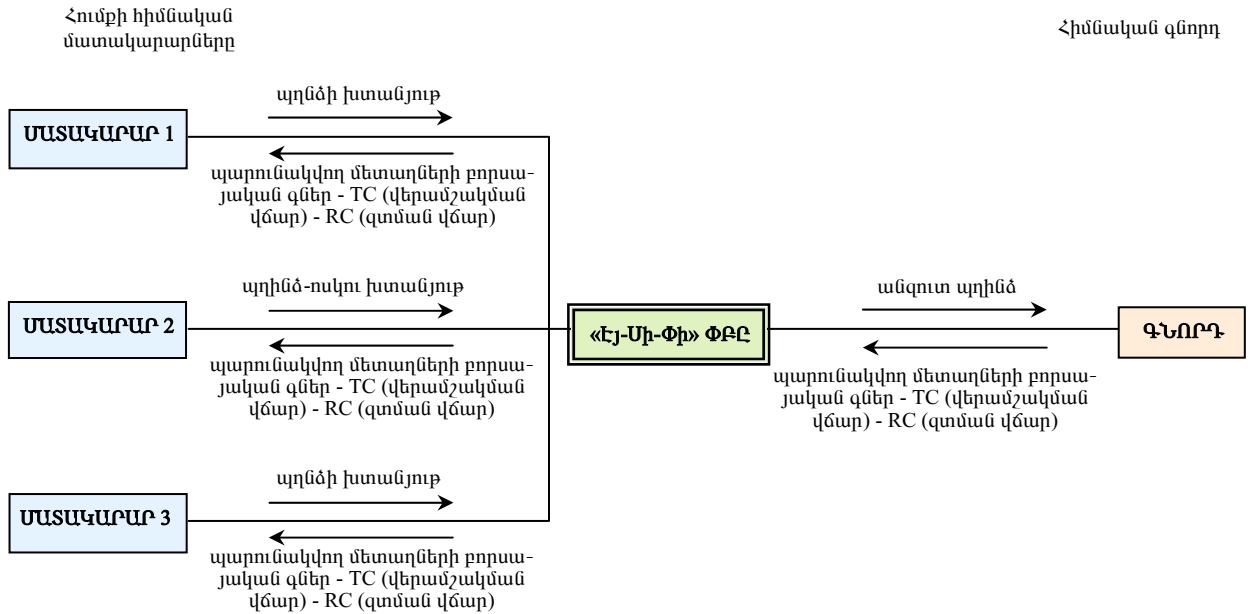 Հումքի հիմնական
մատակարարները
Հիմնական գնորդ
պղնձի խտանյութ
ՄԱՏԱԿԱՐԱՐ 1
պարունակվող մետաղների բորսա-
յական գներ - TC (վերամշակման
վճար) - RC (զտման վճար)
պղինձ-ոսկու խտանյութ
ՄԱՏԱԿԱՐԱՐ 2
պարունակվող մետաղների բորսա-
յական գներ - TC (վերամշակման
վճար) - RC (զտման վճար)
«Էյ-Սի-Փի» ՓԲԸ
անզուտ պղինձ
ԳՆՈՐԴ
պարունակվող մետաղների բորսա-
յական գներ - TC (վերամշակման
վճար) - RC (զտման վճար)
պղնձի խտանյութ
ՄԱՏԱԿԱՐԱՐ 3
պարունակվող մետաղների բորսա-
յական գներ - TC (վերամշակման
վճար) - RC (զտման վճար)